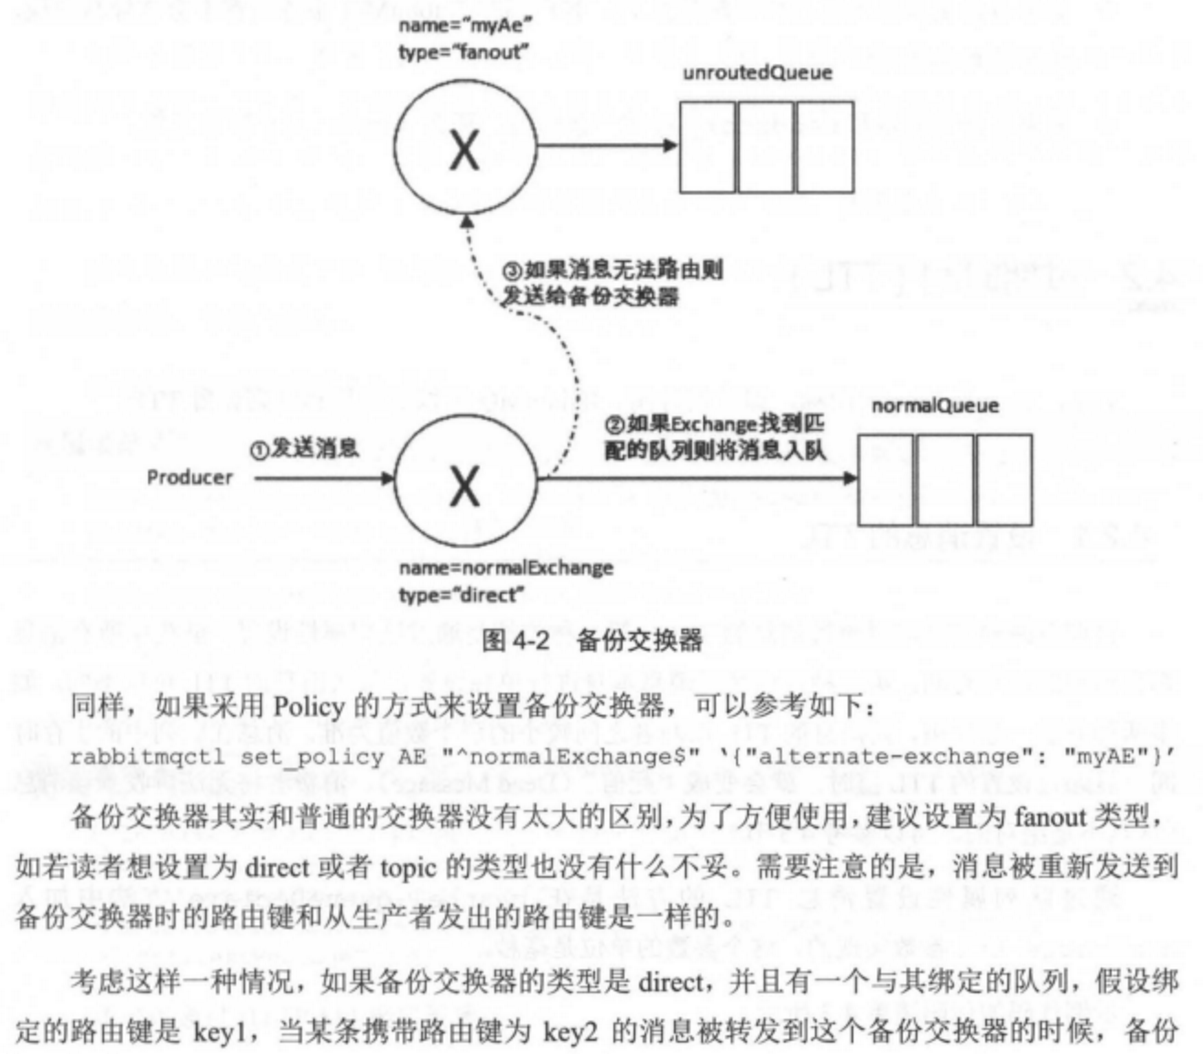 name=“myAe”
type=“fanout”
unroutedQueue
③如果消息无法路由则
发送给备份交换器
normalQueue
②如果Exchange找到匹
配的队列则将消息入队
①发送消息
Producer
name=normalExchange
type=“direct”
图 4-2 备份交换器
同样，如果采用 Policy 的方式来设置备份交换器，可以参考如下：
rabbitmqctl set_policy AE "^normalExchange$" ‘{"alternate-exchange": "myAE"}’
备份交换器其实和普通的交换器没有太大的区别，为了方便使用，建议设置为 fanout 类型，
如若读者想设置为 direct 或者 topic 的类型也没有什么不妥。需要注意的是，消息被重新发送到
备份交换器时的路由键和从生产者发出的路由键是一样的。
考虑这样一种情况，如果备份交换器的类型是 direct，并且有一个与其绑定的队列，假设绑
定的路由键是 key1，当某条携带路由键为 key2 的消息被转发到这个备份交换器的时候，备份